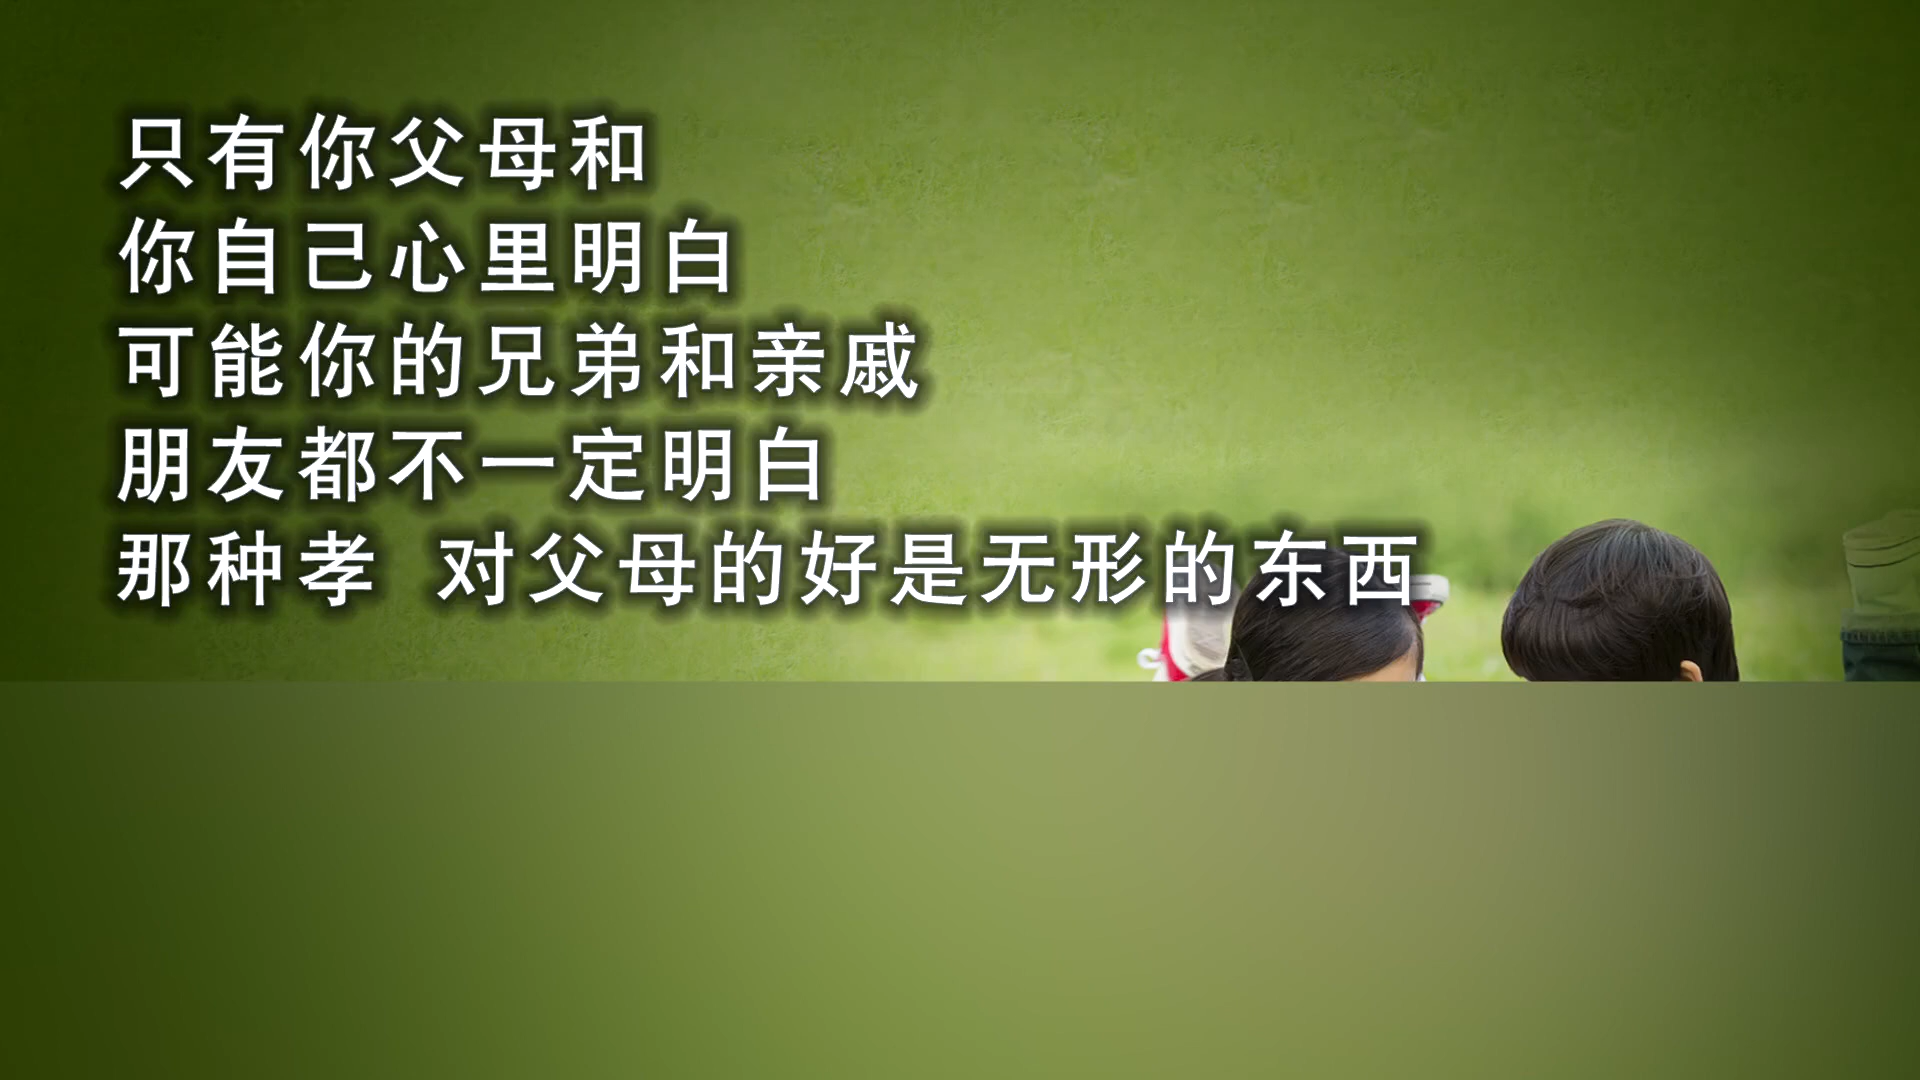 只有你父母和
你自己心里明白
可能你的兄弟和亲戚
朋友都不一定明白
那种孝 对父母的好是无形的东西